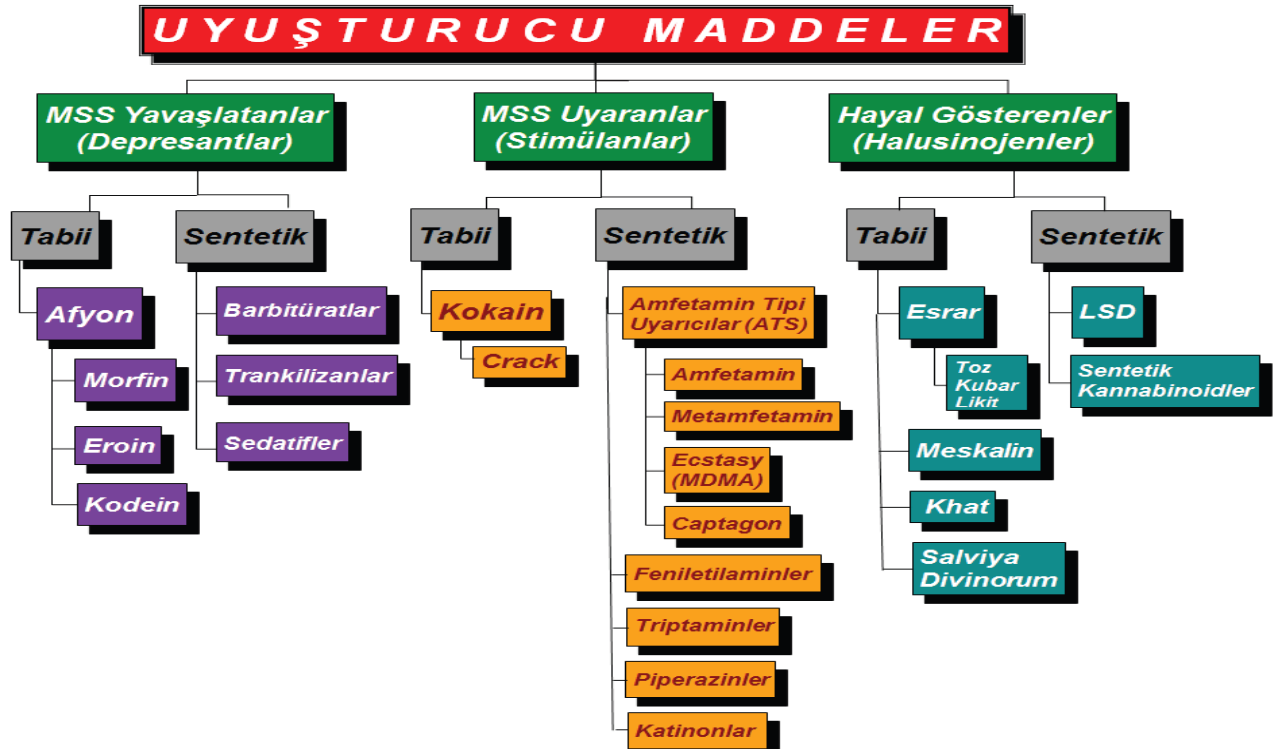 UYUŞTURUCU MADDELER
MSS Yavaşlatanlar
(Depresantlar)
Tabii
Afyon
Morfin
Eroin
Kodein
Sentetik
Barbitüratlar
Trankilizanlar
Sedatifler
MSS Uyaranlar
(Stimülanlar)
Tabii
Kokain
Crack
Sentetik
Amfetamin Tipi
Uyarıcılar (ATS)
Amfetamin
Metamfetamin
Ecstasy
(MDMA)
Captagon
Feniletilaminler
Triptaminler
Piperazinler
Katinonlar
Hayal Gösterenler
(Halusinojenler)
Tabii
Esrar
Toz
Kubar
Likit
Meskalin
Khat
Salviya
Divinorum
Sentetik
LSD
Sentetik
Kannabinoidler